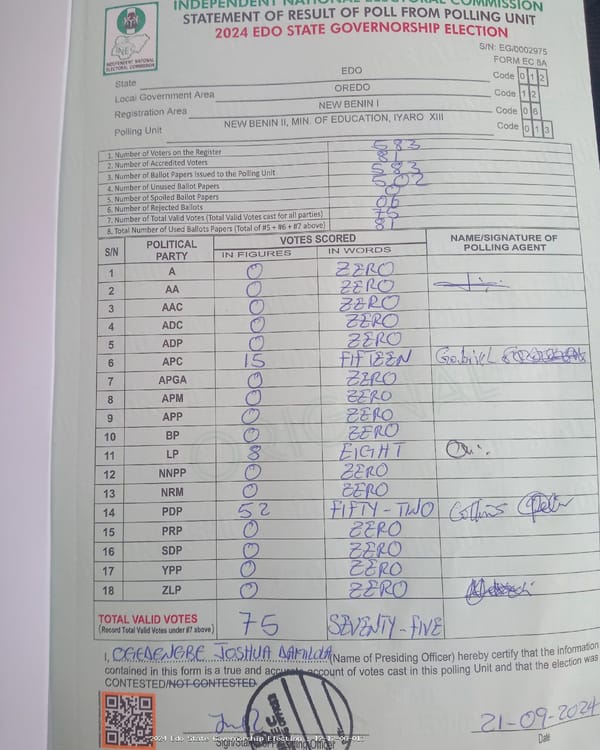 INDEPENDENT NATIONAL ELECTORAL COMMISSION
STATEMENT OF RESULT OF POLL FROM POLLING UNIT
2024 EDO STATE GOVERNORSHIP ELECTION
INEC
INDEPENDENT NATIONAL
ELECTORAL COMMISSION
S/N: EG/0002975
FORM EC 8A
State EDO Code 0 1 2
Local Government Area OREDO Code 1 2
Registration Area NEW BENIN I Code 0 6
Polling Unit NEW BENIN II, MIN. OF EDUCATION, IYARO XIII Code 0 1 3
1. Number of Voters on the Register 583
2. Number of Accredited Voters 81
3. Number of Ballot Papers Issued to the Polling Unit 583
4. Number of Unused Ballot Papers 502
5. Number of Spoiled Ballot Papers 0
6. Number of Rejected Ballots 06
7. Number of Total Valid Votes (Total Valid Votes cast for all parties) 75
8. Total Number of Used Ballots Papers (Total of #5 + #6 + #7 above) 81
S/N POLITICAL PARTY VOTES SCORED NAME/SIGNATURE OF POLLING AGENT
IN FIGURES IN WORDS
1 A 0 ZERO
2 AA 0 ZERO
3 AAC 0 ZERO
4 ADC 0 ZERO
5 ADP 0 ZERO
6 APC 15 FIFTEEN Gabriel
7 APGA 0 ZERO
8 APM 0 ZERO
9 APP 0 ZERO
10 BP 0 ZERO
11 LP 8 EIGHT
12 NNPP 0 ZERO
13 NRM 0 ZERO
14 PDP 52 FIFTY-TWO Collins
15 PRP 0 ZERO
16 SDP 0 ZERO
17 YPP 0 ZERO
18 ZLP 0 ZERO
ORIGINAL
TOTAL VALID VOTES 75 SEVENTY-FIVE
(Record Total Valid Votes under #7 above)
I, OGEDENGBE JOSHUA DAMILOLA (Name of Presiding Officer) hereby certify that the information
contained in this form is a true and accurate account of votes cast in this polling Unit and that the election was
CONTESTED/NOT CONTESTED
21-09-2024
Date
2024 Edo State Governorship Election